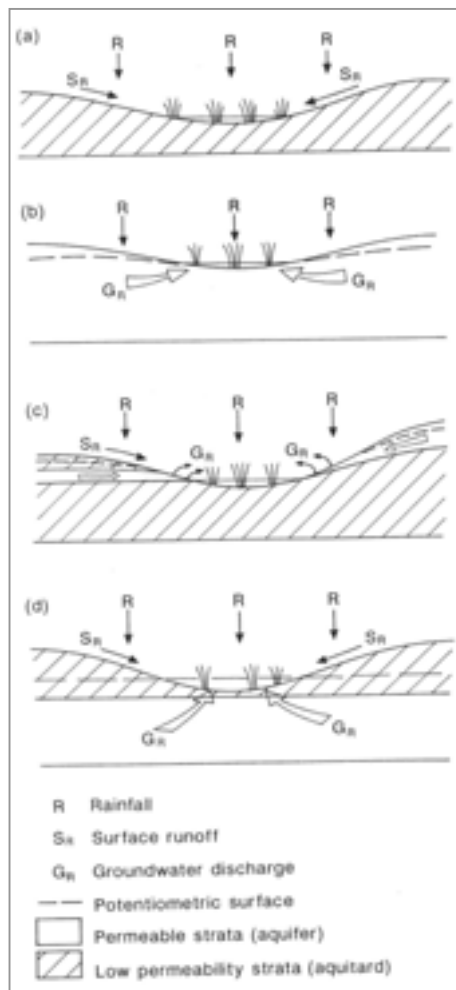 (a)
R R R
SR SR
(b)
R R R
GR GR
(c)
R R R
SR GR GR
(d)
R R R
SR SR
GR GR
R Rainfall
SR Surface runoff
GR Groundwater discharge
Potentiometric surface
Permeable strata (aquifer)
Low permeability strata (aquitard)